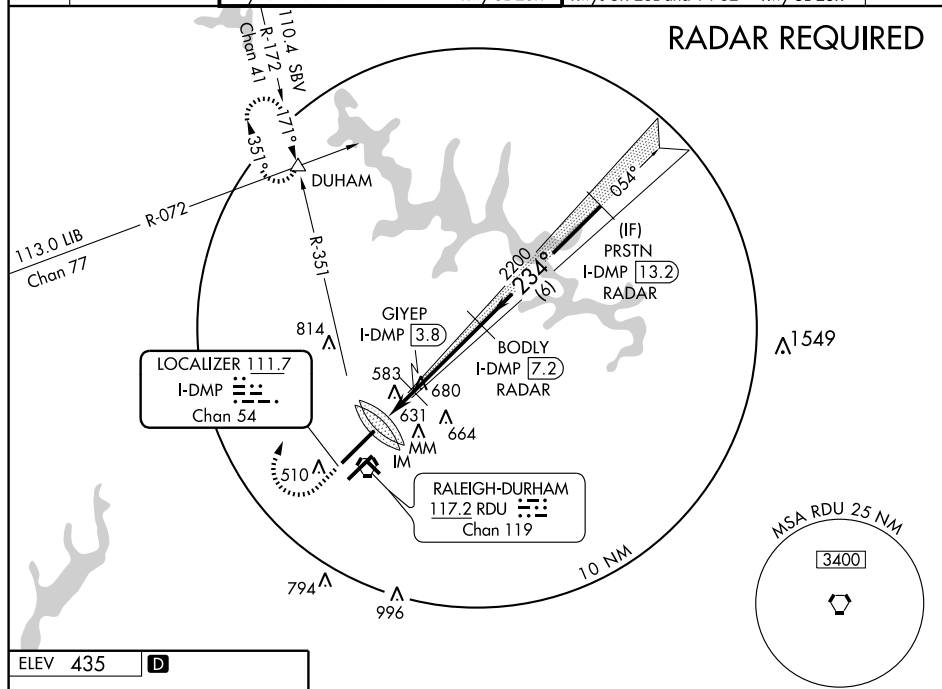 RADAR REQUIRED
110.4 SBV
Chan 41
R-172
171°
351°
DUHAM
R-072
113.0 LIB
Chan 77
R-351
054°
(IF)
PRSTN
I-DMP 13.2
RADAR
2200
234°
(6)
GIYEP
I-DMP 3.8
BODLY
I-DMP 7.2
RADAR
814
1549
LOCALIZER 111.7
I-DMP
Chan 54
583
680
631
664
MM
IM
510
RALEIGH-DURHAM
117.2 RDU
Chan 119
10 NM
794
996
MSA RDU 25 NM
3400
ELEV 435 D